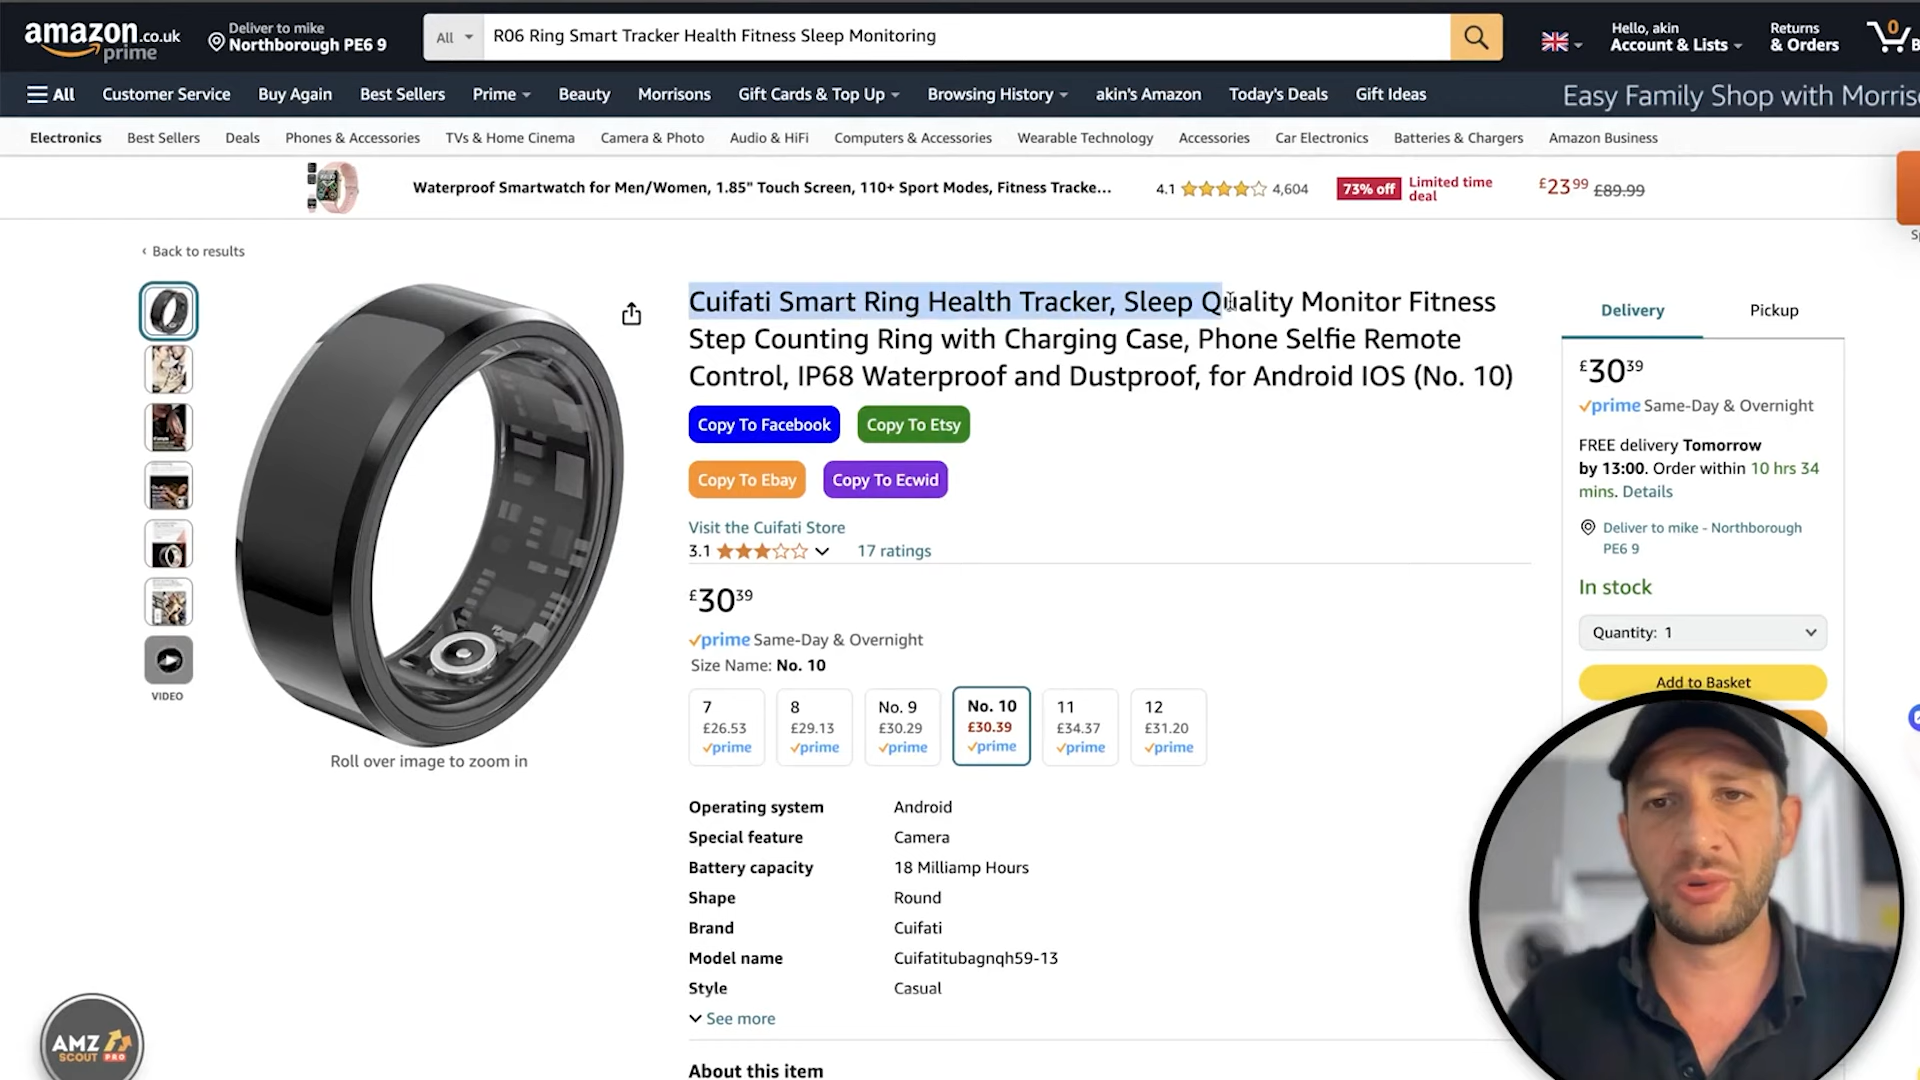 amazon.co.uk
prime
Deliver to mike
Northborough PE6 9
All
R06 Ring Smart Tracker Health Fitness Sleep Monitoring
Hello, akin
Account & Lists
Returns
& Orders
0
All
Customer Service
Buy Again
Best Sellers
Prime
Beauty
Morrisons
Gift Cards & Top Up
Browsing History
akin's Amazon
Today's Deals
Gift Ideas
Easy Family Shop with Morris
Electronics
Best Sellers
Deals
Phones & Accessories
TVs & Home Cinema
Camera & Photo
Audio & HiFi
Computers & Accessories
Wearable Technology
Accessories
Car Electronics
Batteries & Chargers
Amazon Business
Waterproof Smartwatch for Men/Women, 1.85" Touch Screen, 110+ Sport Modes, Fitness Tracke...
4.1
4,604
73% off
Limited time
deal
£23 99
£89.99
Sp
‹ Back to results
Cuifati Smart Ring Health Tracker, Sleep Quality Monitor Fitness
Step Counting Ring with Charging Case, Phone Selfie Remote
Control, IP68 Waterproof and Dustproof, for Android IOS (No. 10)
Copy To Facebook
Copy To Etsy
Copy To Ebay
Copy To Ecwid
Visit the Cuifati Store
3.1
17 ratings
£30 39
prime Same-Day & Overnight
Size Name: No. 10
7
£26.53
prime
8
£29.13
prime
No. 9
£30.29
prime
No. 10
£30.39
prime
11
£34.37
prime
12
£31.20
prime
VIDEO
Roll over image to zoom in
Operating system Android
Special feature Camera
Battery capacity 18 Milliamp Hours
Shape Round
Brand Cuifati
Model name Cuifatitubagnqh59-13
Style Casual
See more
About this item
Delivery
Pickup
£30 39
prime Same-Day & Overnight
FREE delivery Tomorrow
by 13:00. Order within 10 hrs 34
mins. Details
Deliver to mike - Northborough
PE6 9
In stock
Quantity: 1
Add to Basket
AMZ
SCOUT PRO